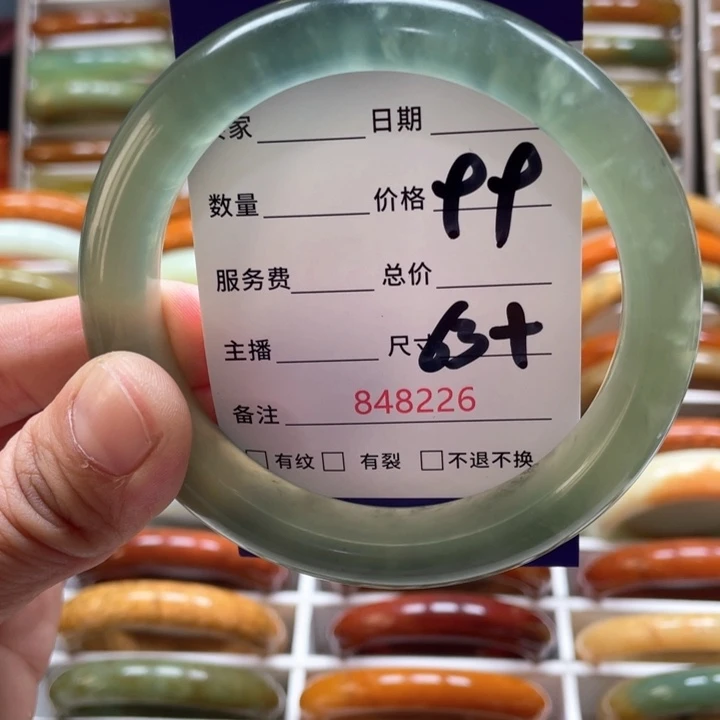 家 日期
数量 价格 99
服务费 总价
主播 尺寸 63+
备注 848226
有纹 有裂 不退不换